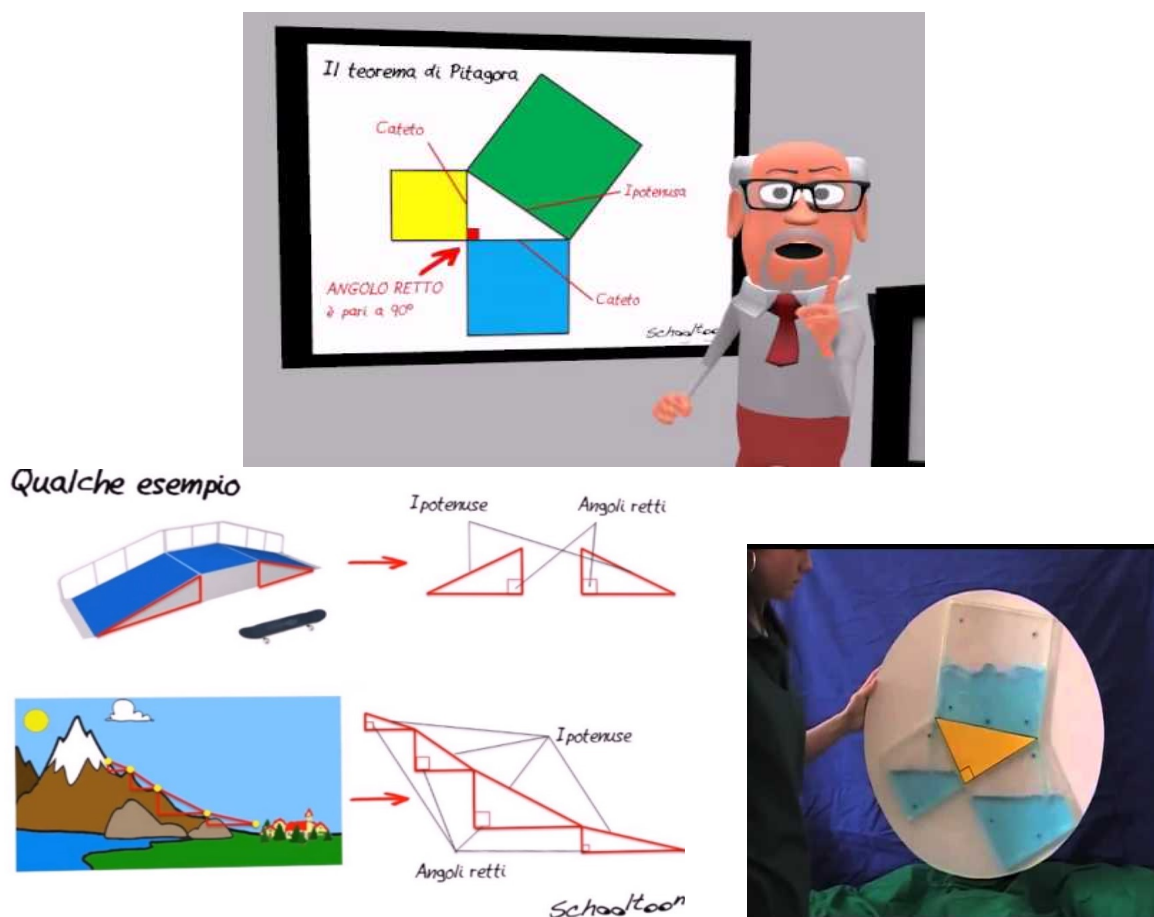 Il teorema di Pitagora
Cateto
Ipotenusa
ANGOLO RETTO
è pari a 90°
Cateto
Schooltoon
Qualche esempio
Ipotenuse
Angoli retti
Ipotenuse
Angoli retti
Schooltoon